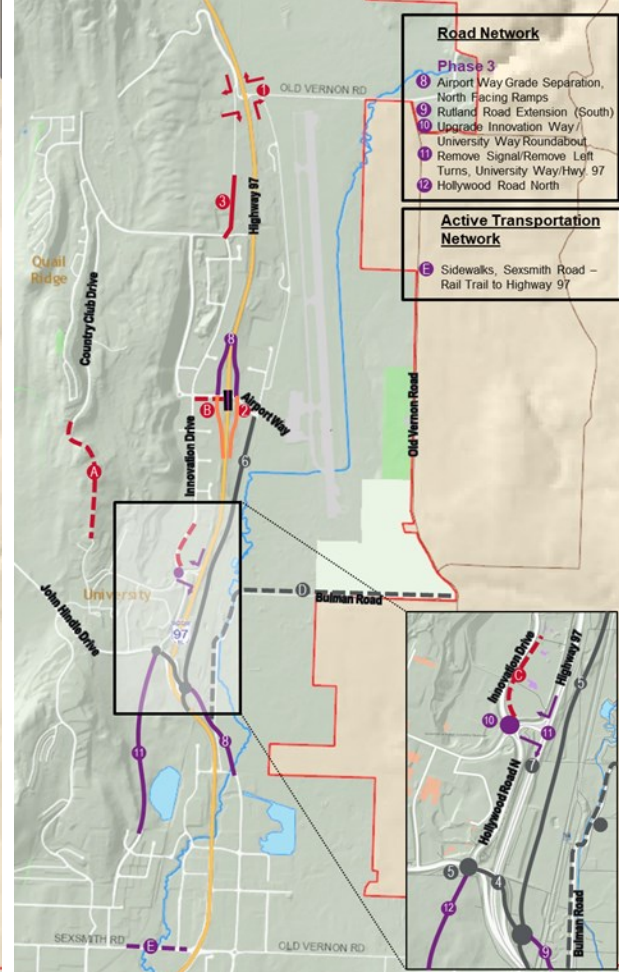 Road Network
Phase 3
8 Airport Way Grade Separation,
North Facing Ramps
9 Rutland Road Extension (South)
10 Upgrade Innovation Way/
University Way Roundabout
11 Remove Signal/Remove Left
Turns, University Way/Hwy. 97
12 Hollywood Road North
Active Transportation
Network
E Sidewalks, Sexsmith Road –
Rail Trail to Highway 97
1
OLD VERNON RD
3
Highway 97
Quail
Ridge
Country Club Drive
8
B
2
Airport Way
Old Vernon Road
Innovation Drive
6
A
D
Bulman Road
University
John Hindle Drive
97
11
8
SEXSMITH RD
E
OLD VERNON RD
Innovation Drive
C
Highway 97
5
10
11
7
Hollywood Road N
5
4
12
9
Bulman Road